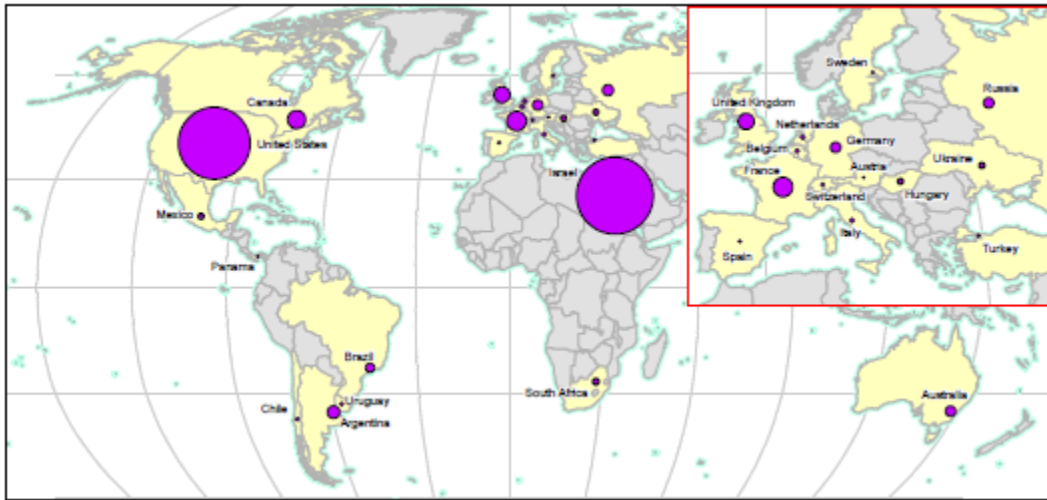 Canada
United States
Mexico
Panama
Brazil
Uruguay
Chile
Argentina
Israel
South Africa
Australia
Sweden
Russia
United Kingdom
Netherlands
Germany
Belgium
Ukraine
Austria
France
Hungary
Switzerland
Italy
Spain
Turkey